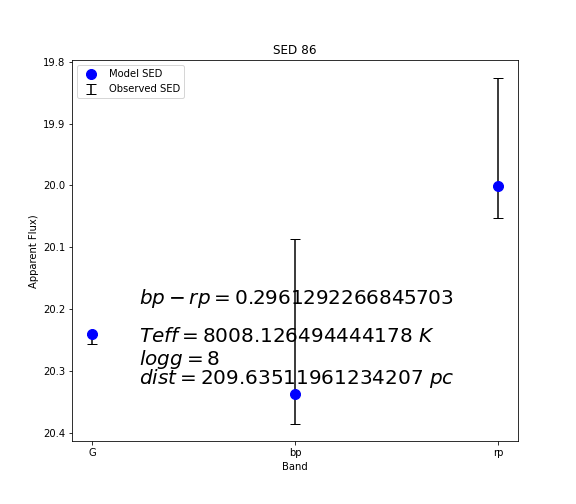 SED 86
Model SED
Observed SED
19.8
19.9
20.0
20.1
20.2
20.3
20.4
Apparent Flux)
bp − rp = 0.2961292266845703
Teff = 8008.126494444178 K
logg = 8
dist = 209.63511961234207 pc
G
bp
rp
Band